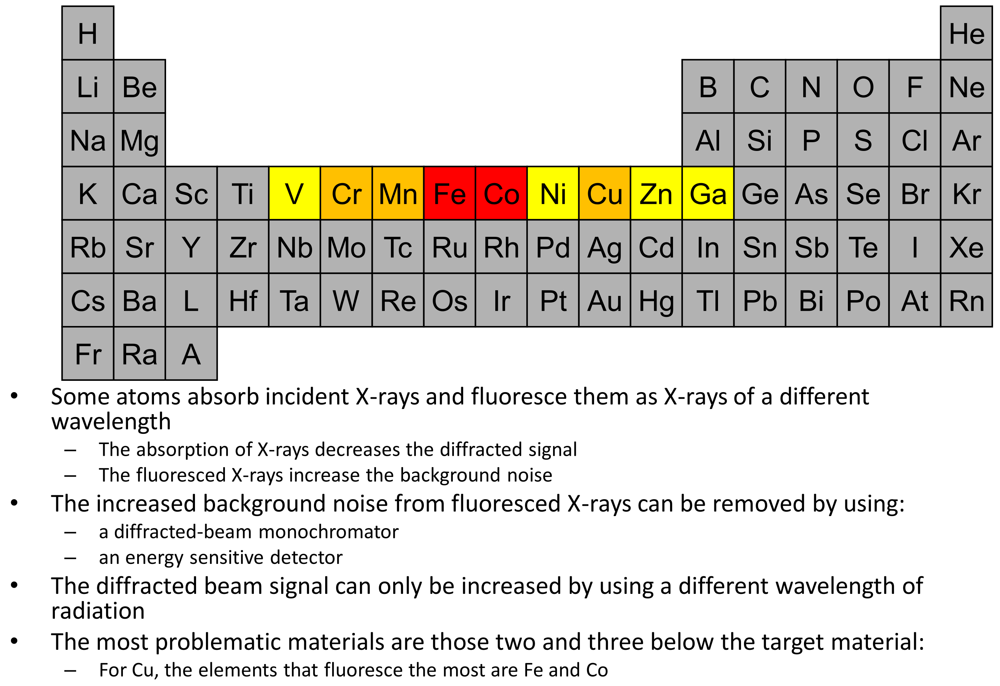 H He
Li Be B C N O F Ne
Na Mg Al Si P S Cl Ar
K Ca Sc Ti V Cr Mn Fe Co Ni Cu Zn Ga Ge As Se Br Kr
Rb Sr Y Zr Nb Mo Tc Ru Rh Pd Ag Cd In Sn Sb Te I Xe
Cs Ba L Hf Ta W Re Os Ir Pt Au Hg Tl Pb Bi Po At Rn
Fr Ra A
• Some atoms absorb incident X-rays and fluoresce them as X-rays of a different
wavelength
– The absorption of X-rays decreases the diffracted signal
– The fluoresced X-rays increase the background noise
• The increased background noise from fluoresced X-rays can be removed by using:
– a diffracted-beam monochromator
– an energy sensitive detector
• The diffracted beam signal can only be increased by using a different wavelength of
radiation
• The most problematic materials are those two and three below the target material:
– For Cu, the elements that fluoresce the most are Fe and Co